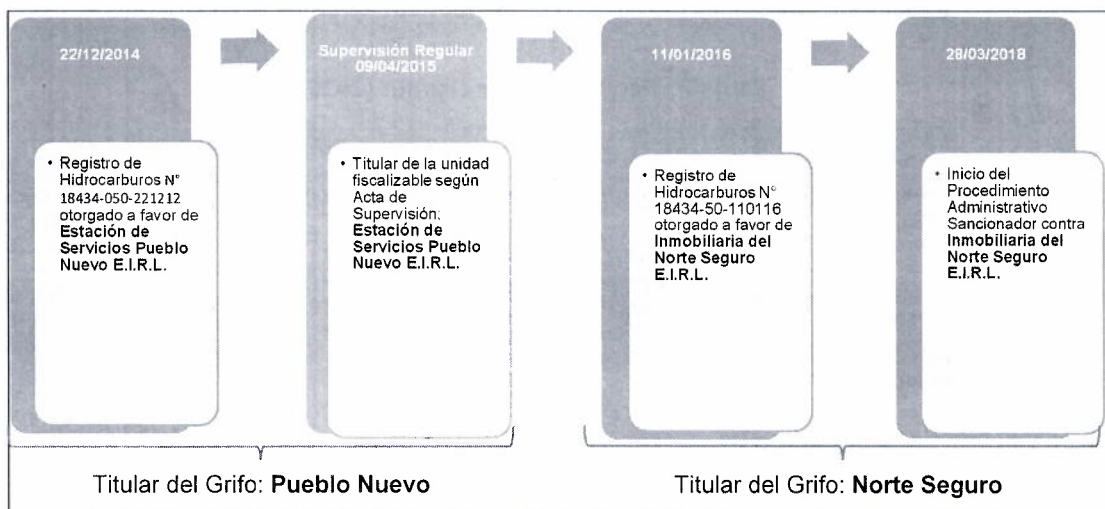 22/12/2014
• Registro de
Hidrocarburos N°
18434-050-221212
otorgado a favor de
Estación de
Servicios Pueblo
Nuevo E.I.R.L.
Supervisión Regular
09/04/2015
• Titular de la unidad
fiscalizable según
Acta de
Supervisión:
Estación de
Servicios Pueblo
Nuevo E.I.R.L.
11/01/2016
• Registro de
Hidrocarburos N°
18434-50-110116
otorgado a favor de
Inmobiliaria del
Norte Seguro
E.I.R.L.
28/03/2018
• Inicio del
Procedimiento
Administrativo
Sancionador contra
Inmobiliaria del
Norte Seguro
E.I.R.L.
Titular del Grifo: Pueblo Nuevo
Titular del Grifo: Norte Seguro